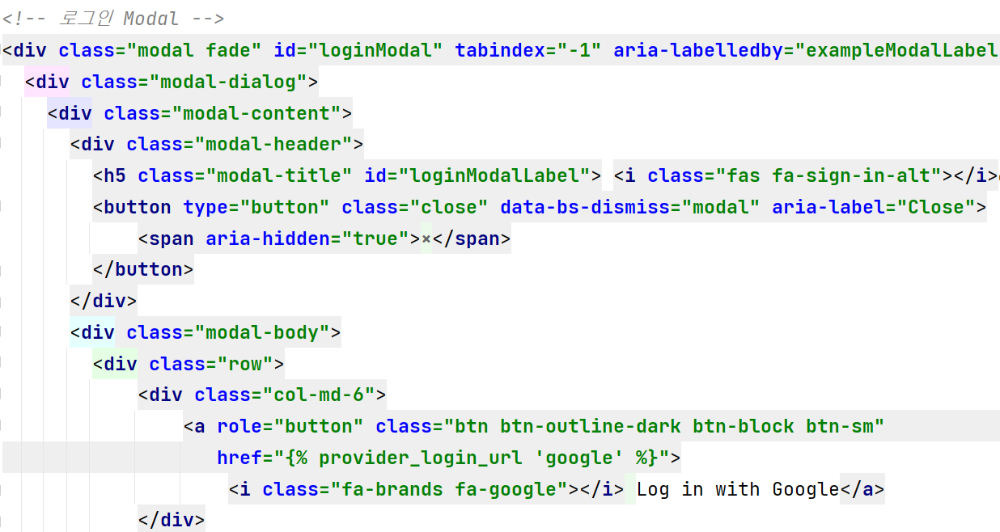 <!-- 로그인 Modal -->
<div class="modal fade" id="loginModal" tabindex="-1" aria-labelledby="exampleModalLabel
<div class="modal-dialog">
<div class="modal-content">
<div class="modal-header">
<h5 class="modal-title" id="loginModalLabel"> <i class="fas fa-sign-in-alt"></i>
<button type="button" class="close" data-bs-dismiss="modal" aria-label="Close">
<span aria-hidden="true">×</span>
</button>
</div>
<div class="modal-body">
<div class="row">
<div class="col-md-6">
<a role="button" class="btn btn-outline-dark btn-block btn-sm"
href="{% provider_login_url 'google' %}">
<i class="fa-brands fa-google"></i> Log in with Google</a>
</div>